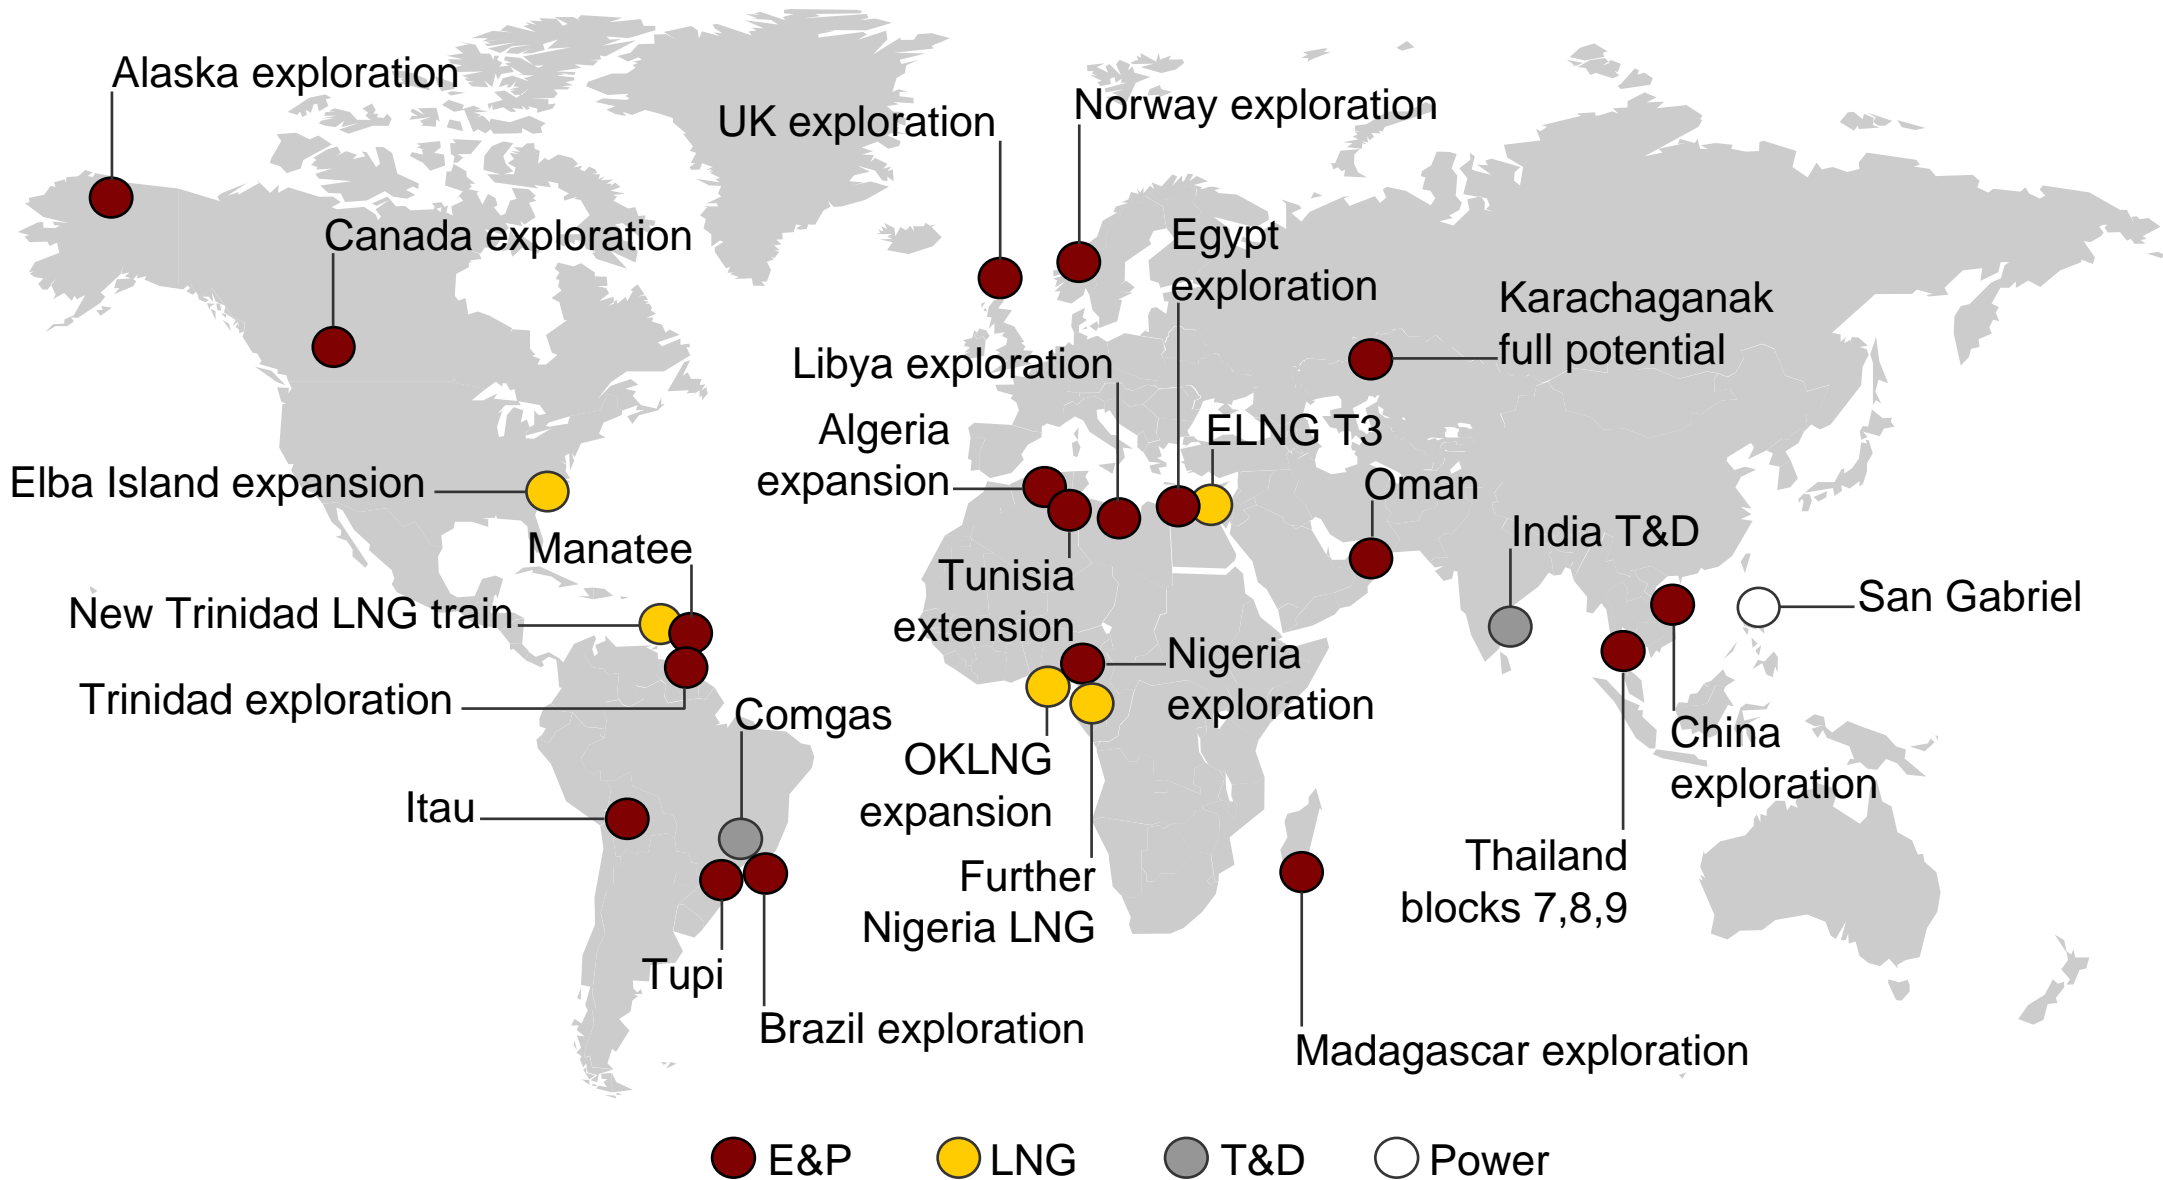 Alaska exploration
UK exploration
Norway exploration
Canada exploration
Egypt
exploration
Karachaganak
full potential
Libya exploration
Algeria
expansion
ELNG T3
Elba Island expansion
Oman
India T&D
Manatee
New Trinidad LNG train
Tunisia
extension
San Gabriel
Nigeria
exploration
Trinidad exploration
Comgas
OKLNG
expansion
China
exploration
Itau
Further
Nigeria LNG
Thailand
blocks 7,8,9
Tupi
Brazil exploration
Madagascar exploration
E&P
LNG
T&D
Power